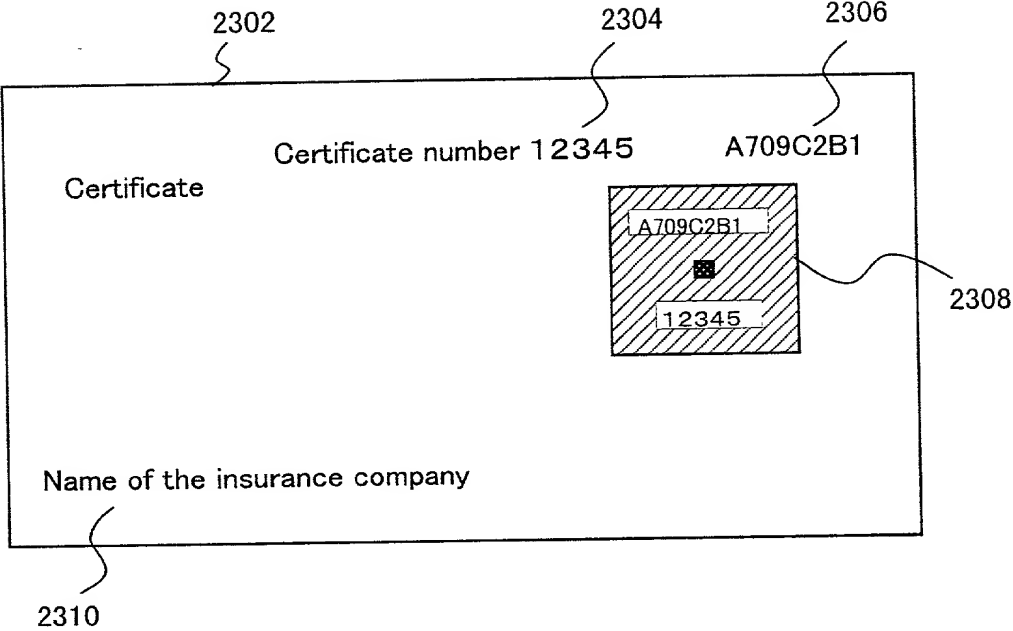 2302
2304
2306
Certificate number 12345
A709C2B1
Certificate
A709C2B1
12345
2308
Name of the insurance company
2310